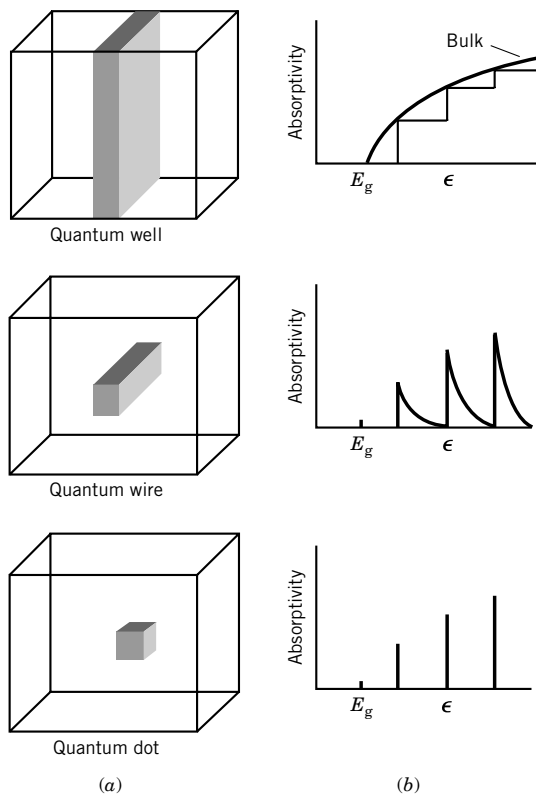 Quantum well
Absorptivity
Bulk
E_g
ϵ
Quantum wire
Absorptivity
E_g
ϵ
Quantum dot
Absorptivity
E_g
ϵ
(a)
(b)